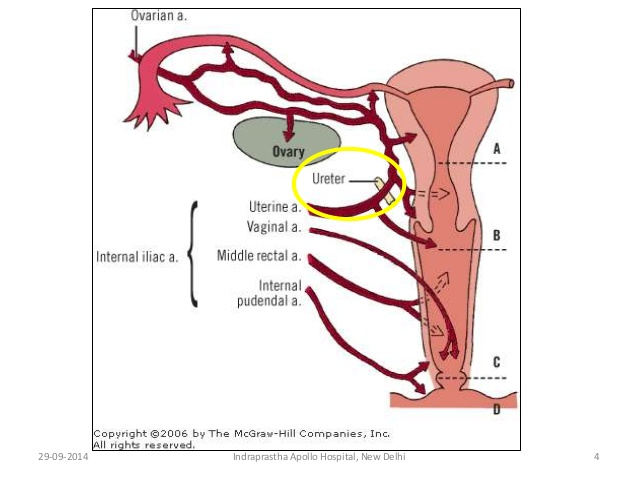 Ovarian a.
Ovary
A
Ureter
Uterine a.
Vaginal a.
B
Internal iliac a.
Middle rectal a.
Internal
pudendal a.
C
D
Copyright ©2006 by The McGraw-Hill Companies, Inc.
All rights reserved.
29-09-2014
Indraprastha Apollo Hospital, New Delhi
4